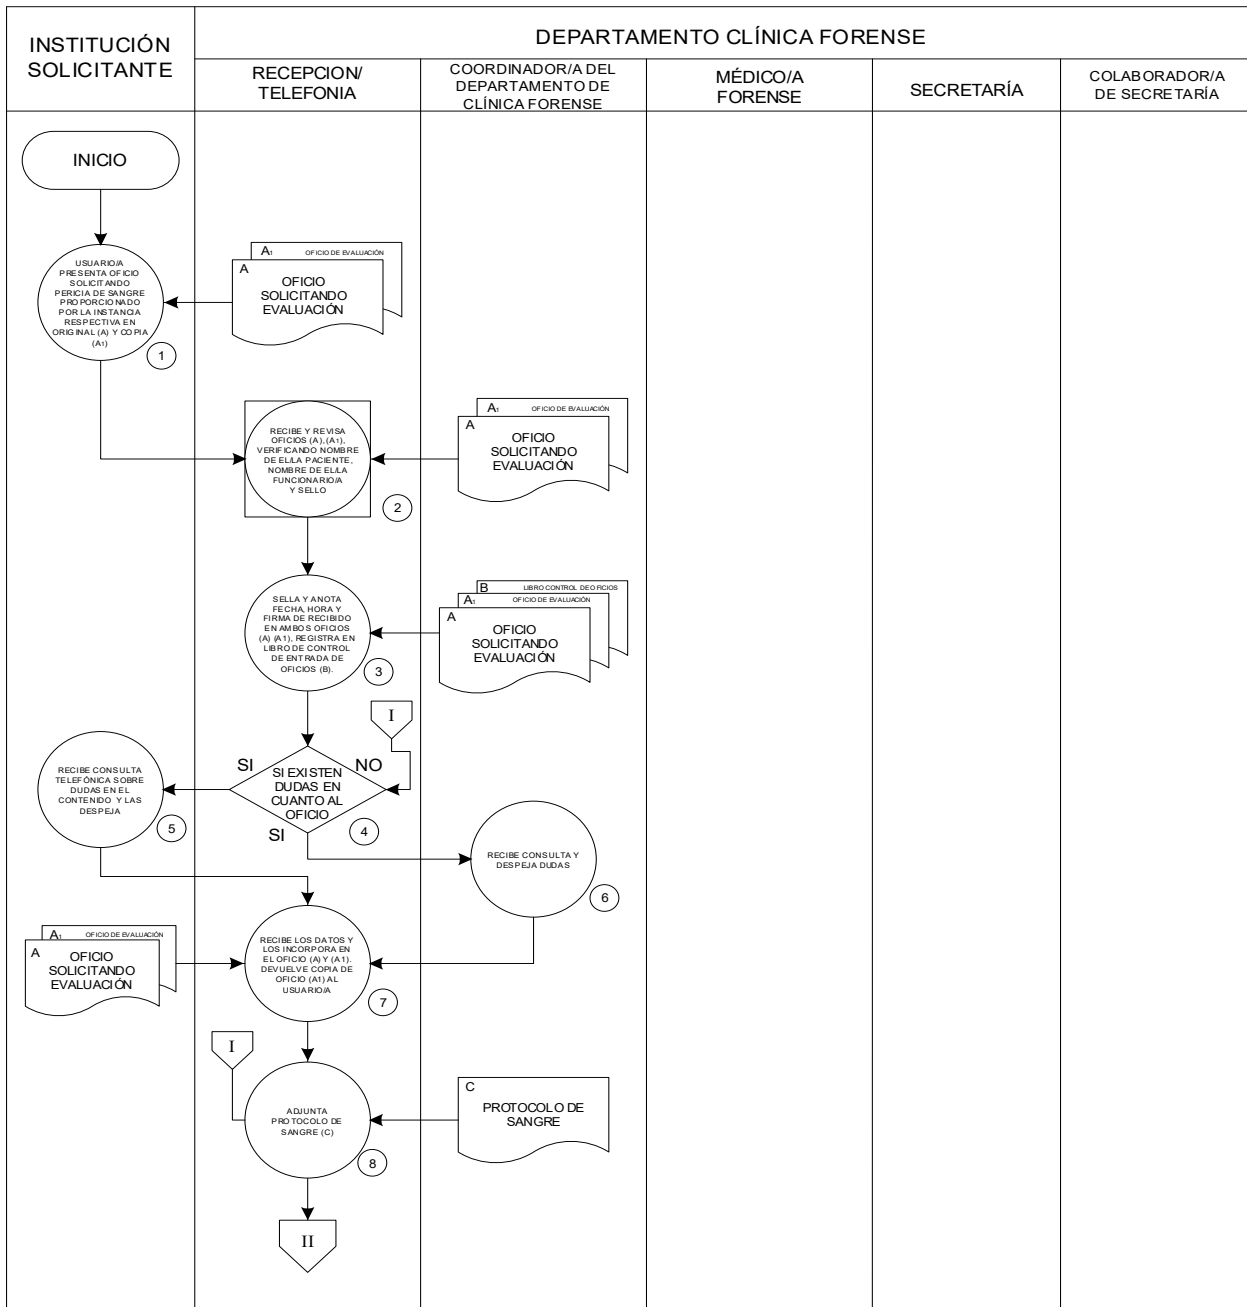 INSTITUCIÓN
SOLICITANTE
DEPARTAMENTO CLÍNICA FORENSE
RECEPCION/
TELEFONIA
COORDINADOR/A DEL
DEPARTAMENTO DE
CLÍNICA FORENSE
MÉDICO/A
FORENSE
SECRETARÍA
COLABORADOR/A
DE SECRETARÍA
INICIO
USUARIO/A
PRESENTA OFICIO
SOLICITANDO
PERICIA DE SANGRE
PROPORCIONADO
POR LA INSTANCIA
RESPECTIVA EN
ORIGINAL (A) Y COPIA
(A1)
1
A1 OFICIO DE EVALUACIÓN
A
OFICIO
SOLICITANDO
EVALUACIÓN
RECIBE Y REVISA
OFICIOS (A),(A1),
VERIFICANDO NOMBRE
DE EL/LA PACIENTE,
NOMBRE DE EL/LA
FUNCIONARIO/A
Y SELLO
2
A1 OFICIO DE EVALUACIÓN
A
OFICIO
SOLICITANDO
EVALUACIÓN
SELLA Y ANOTA
FECHA, HORA Y
FIRMA DE RECIBIDO
EN AMBOS OFICIOS
(A) (A1), REGISTRA EN
LIBRO DE CONTROL
DE ENTRADA DE
OFICIOS (B).
3
B LIBRO CONTROL DE OFICIOS
A1 OFICIO DE EVALUACIÓN
A
OFICIO
SOLICITANDO
EVALUACIÓN
I
SI
NO
SI EXISTEN
DUDAS EN
CUANTO AL
OFICIO
SI
4
RECIBE CONSULTA
TELEFÓNICA SOBRE
DUDAS EN EL
CONTENIDO Y LAS
DESPEJA
5
RECIBE CONSULTA Y
DESPEJA DUDAS
6
A1 OFICIO DE EVALUACIÓN
A
OFICIO
SOLICITANDO
EVALUACIÓN
RECIBE LOS DATOS Y
LOS INCORPORA EN
EL OFICIO (A) Y (A1).
DEVUELVE COPIA DE
OFICIO (A1) AL
USUARIO/A
7
I
ADJUNTA
PROTOCOLO DE
SANGRE (C)
8
C
PROTOCOLO DE
SANGRE
II